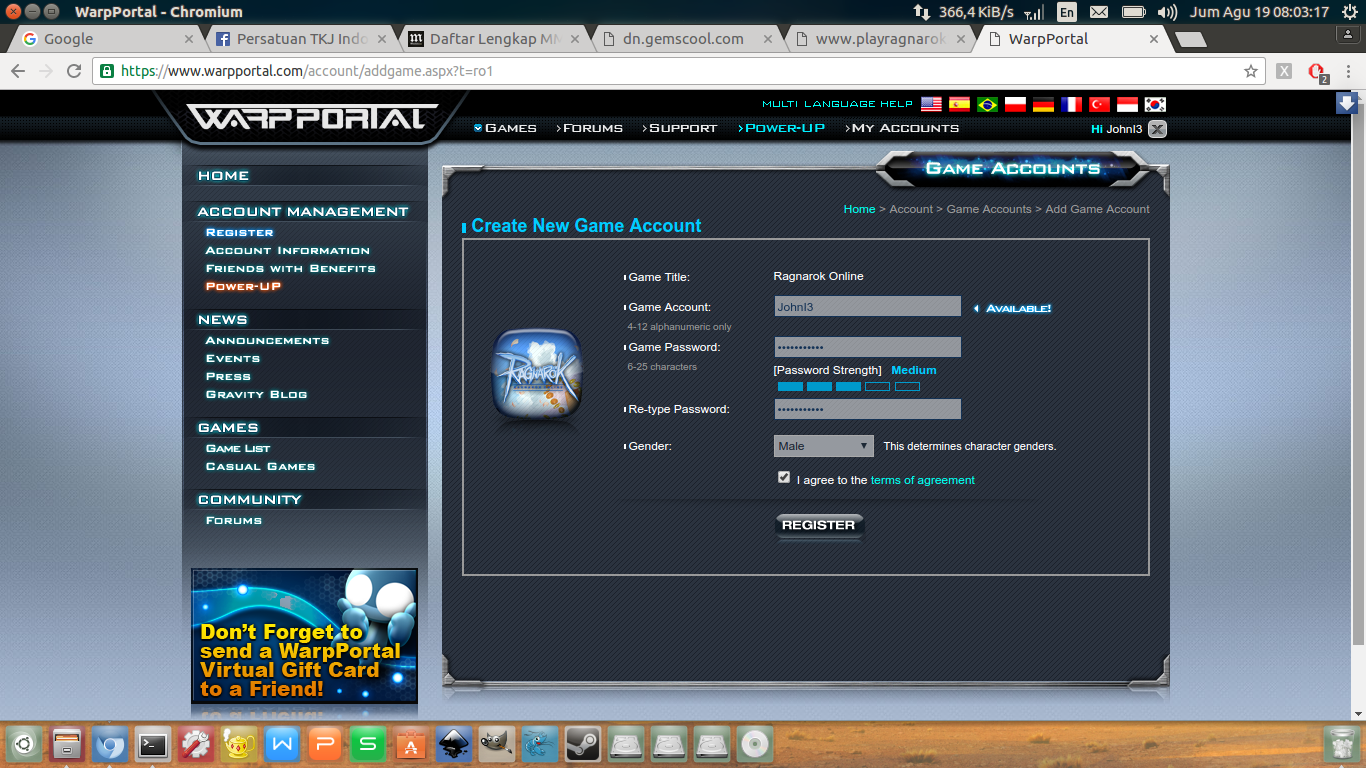 WarpPortal - Chromium
366,4 KiB/s
En
Jum Agu 19 08:03:17
Google
Persatuan TKJ Indo
Daftar Lengkap MM
dn.gemscool.com
www.playragnarok
WarpPortal
https://www.warpportal.com/account/addgame.aspx?t=ro1
2
WARP PORTAL
MULTI LANGUAGE HELP
GAMES
FORUMS
SUPPORT
POWER-UP
MY ACCOUNTS
Hi JohnI3
HOME
ACCOUNT MANAGEMENT
REGISTER
ACCOUNT INFORMATION
FRIENDS WITH BENEFITS
POWER-UP
NEWS
ANNOUNCEMENTS
EVENTS
PRESS
GRAVITY BLOG
GAMES
GAME LIST
CASUAL GAMES
COMMUNITY
FORUMS
Don't Forget to
send a WarpPortal
Virtual Gift Card
to a Friend!
GAME ACCOUNTS
Home > Account > Game Accounts > Add Game Account
Create New Game Account
RAGNAROK
Game Title: Ragnarok Online
Game Account: JohnI3 AVAILABLE!
4-12 alphanumeric only
Game Password: •••••••••••
6-25 characters
[Password Strength] Medium
Re-type Password: •••••••••••
Gender: Male This determines character genders.
I agree to the terms of agreement
REGISTER
W
P
S
A